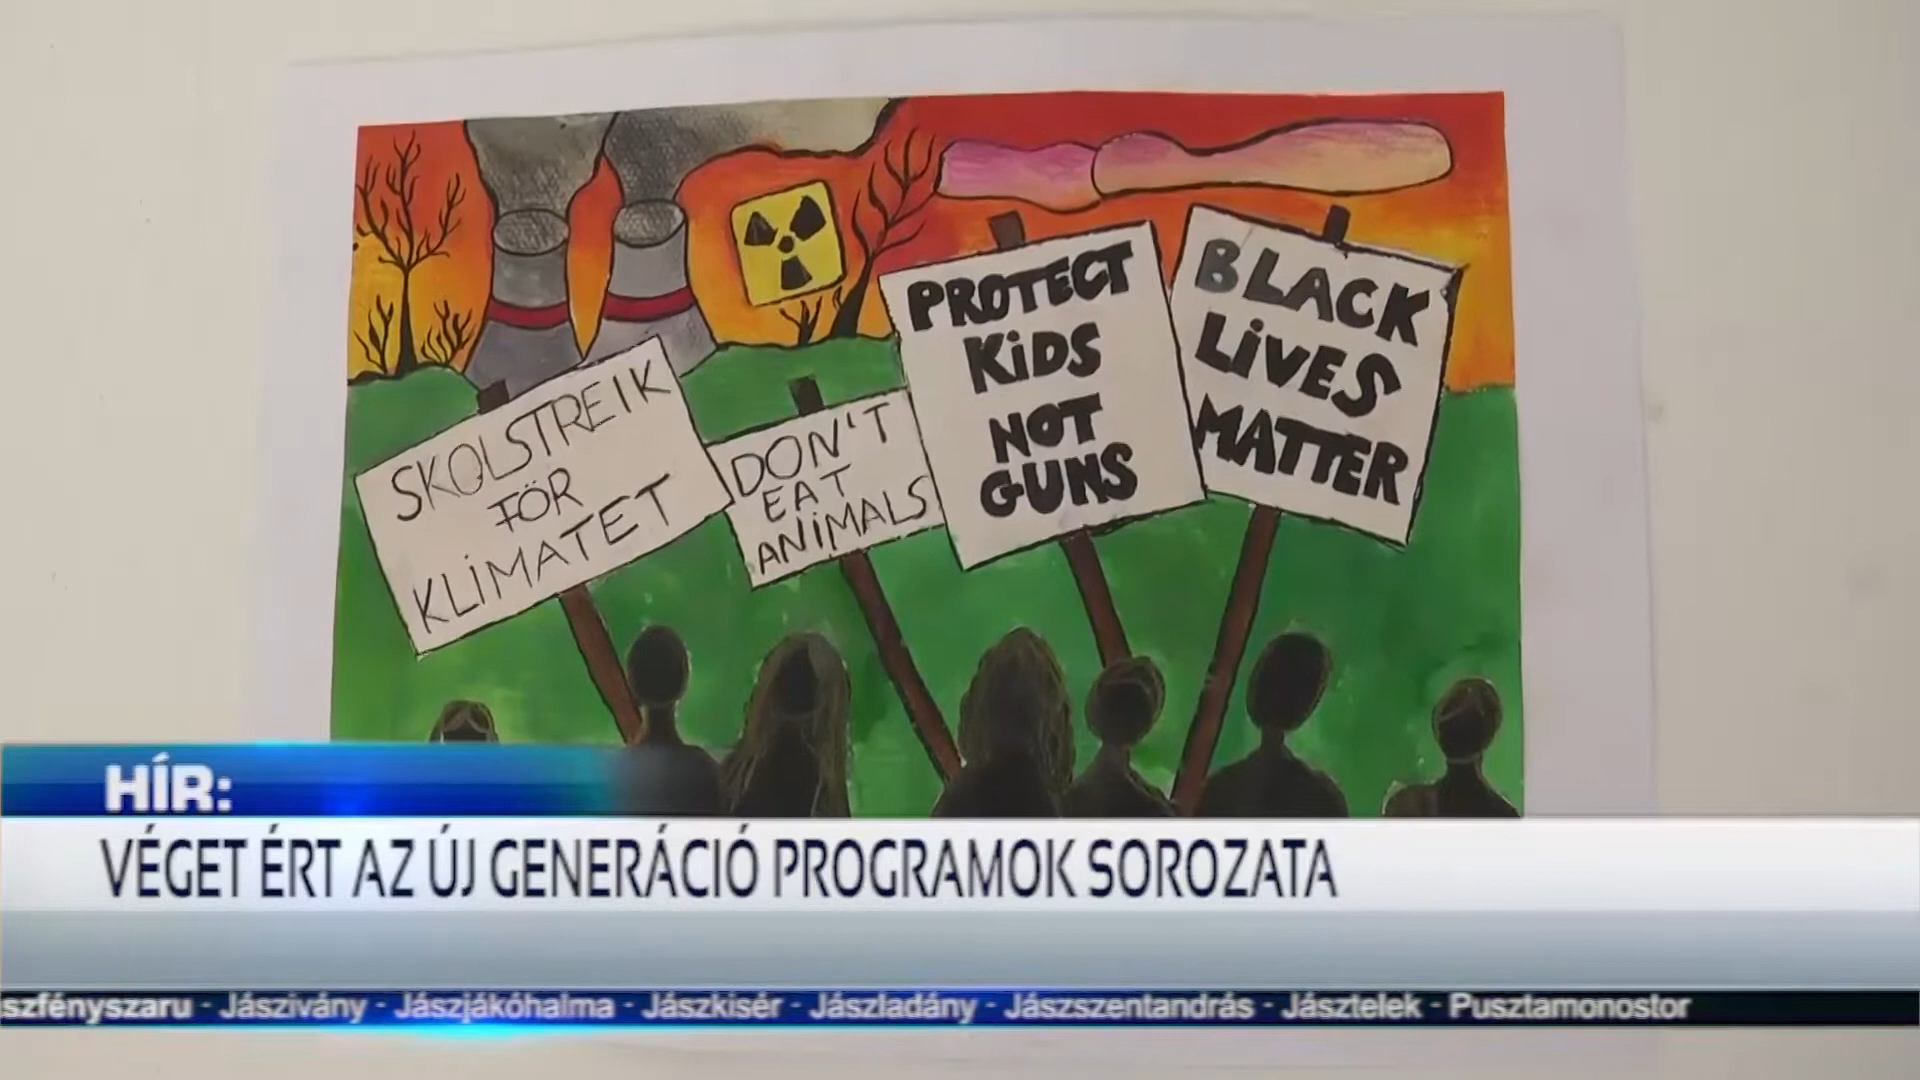 SKOLSTREIK
FÖR
KLIMATET
DON'T
EAT
ANIMALS
PROTECT
KIDS
NOT
GUNS
BLACK
LIVES
MATTER
HÍR:
VÉGET ÉRT AZ ÚJ GENERÁCIÓ PROGRAMOK SOROZATA
szfényszaru - Jászivány - Jászjákóhalma - Jászkisér - Jászladány - Jászszentandrás - Jásztelek - Pusztamonostor